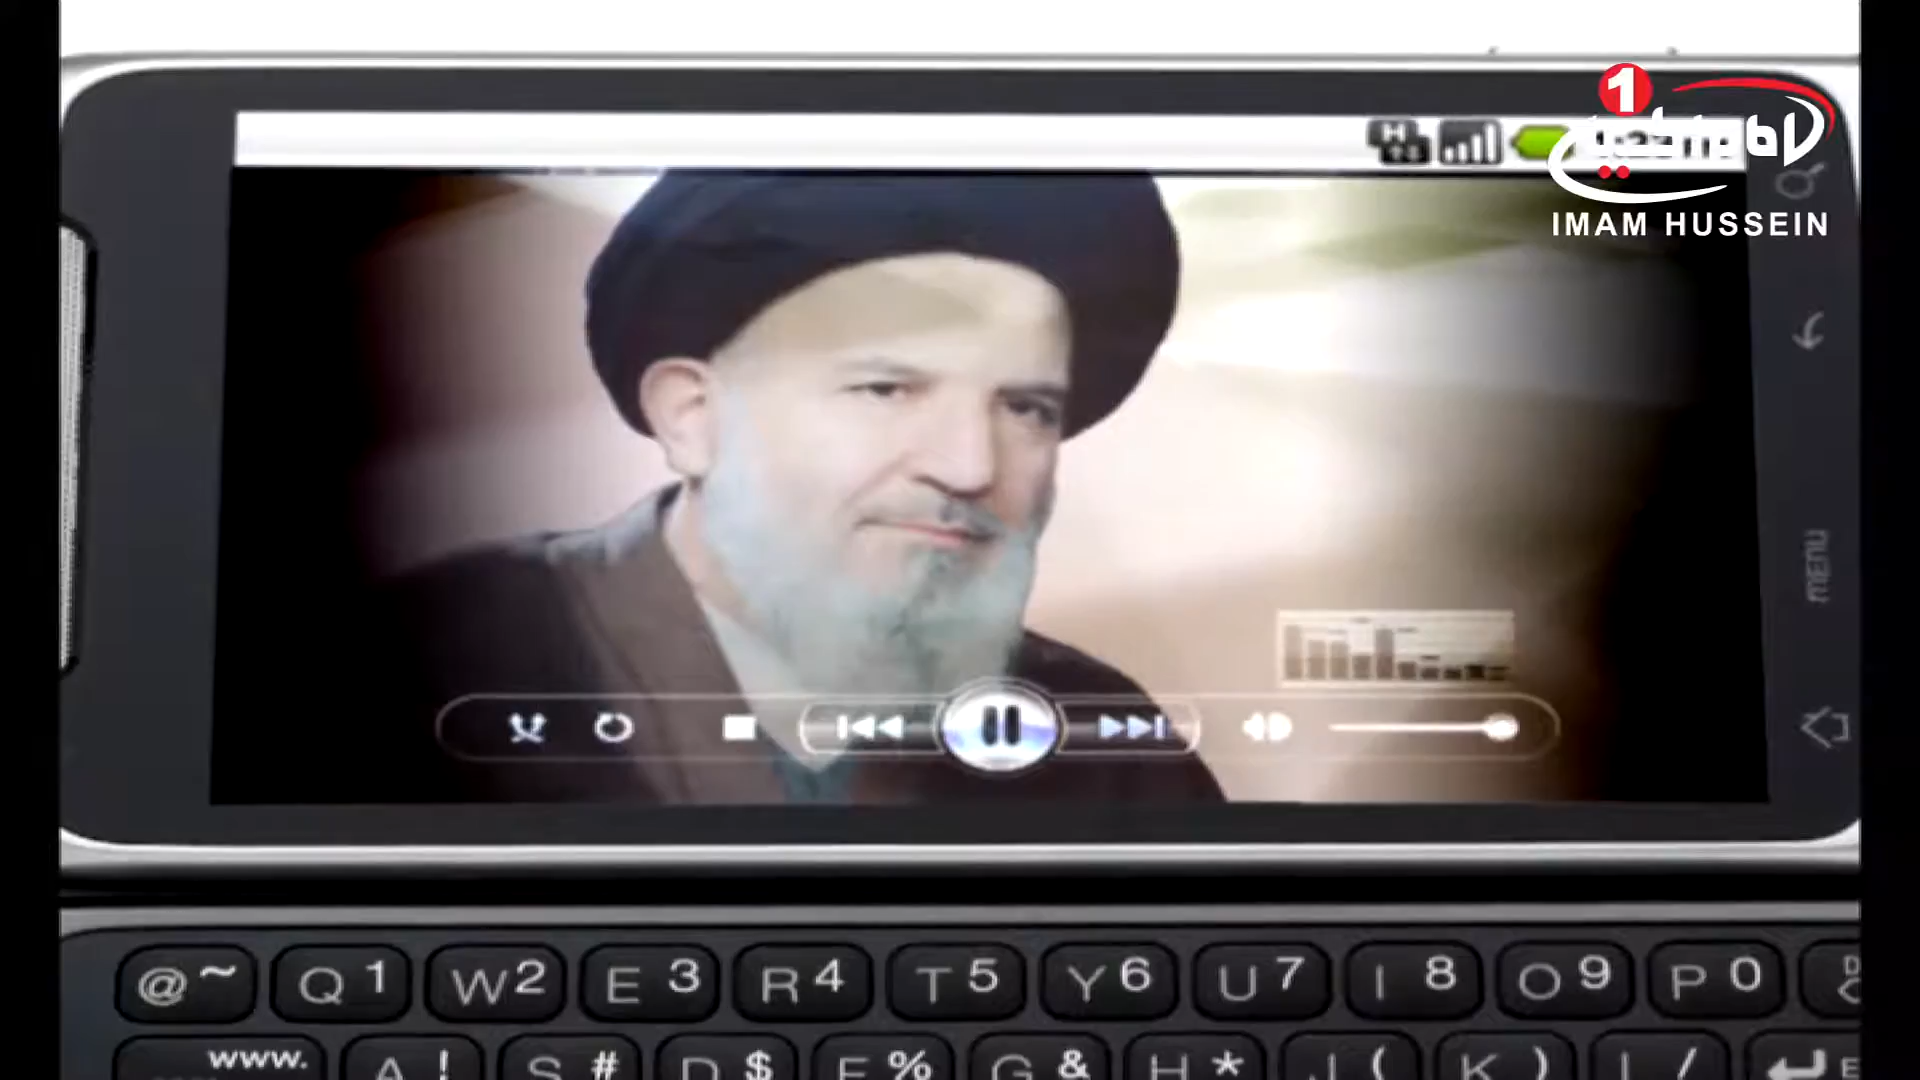 1
IMAM HUSSEIN
menu
@ ~ Q 1 W 2 E 3 R 4 T 5 Y 6 U 7 I 8 O 9 P 0
www. A ! S # D $ F % G & H * J ( K ) L /